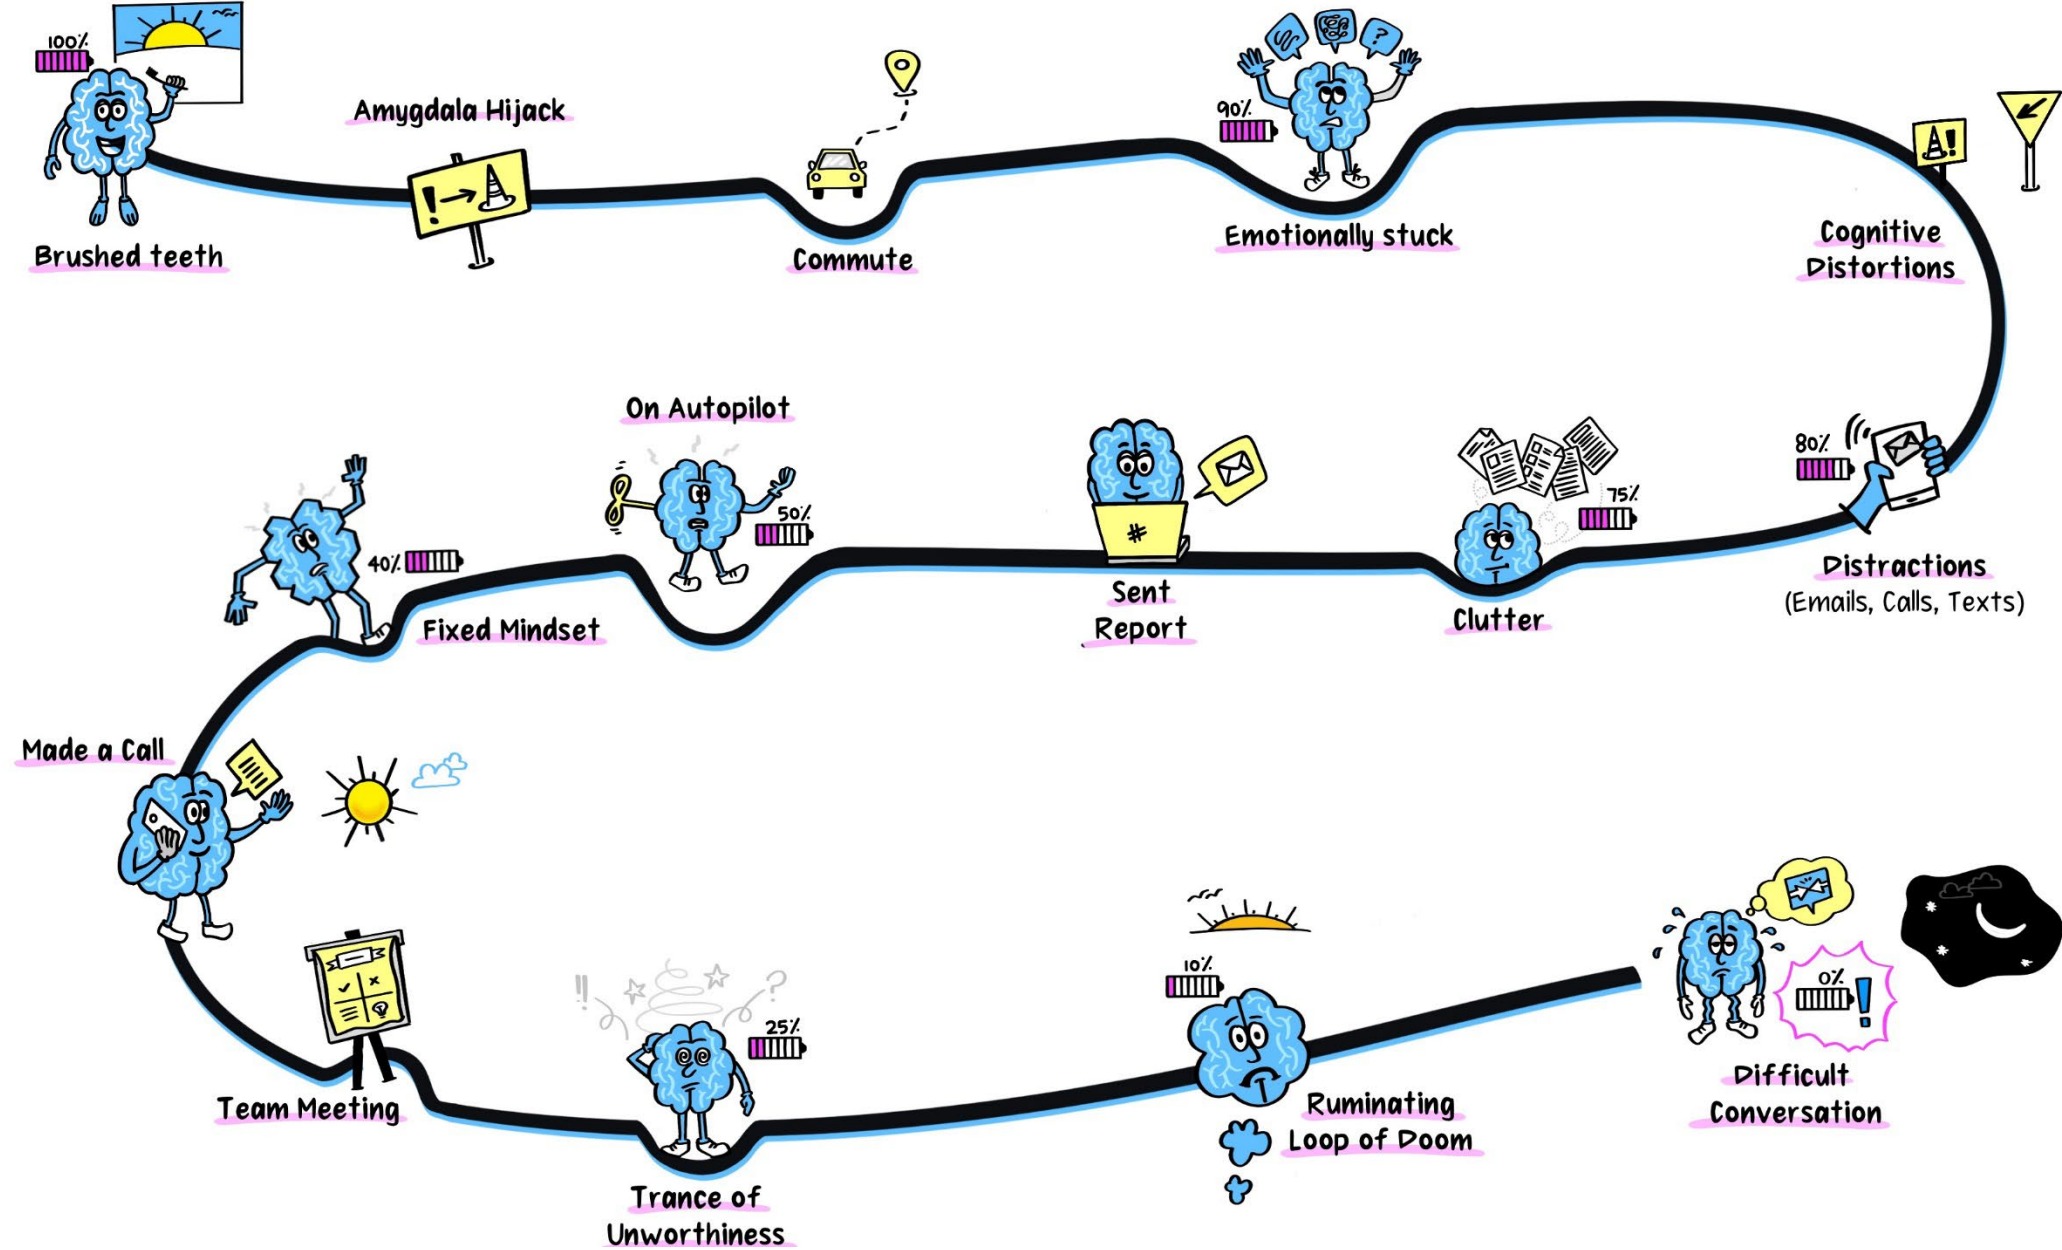 100%
Brushed teeth
Amygdala Hijack
!
Commute
90%
?
Emotionally stuck
!
Cognitive
Distortions
80%
Distractions
(Emails, Calls, Texts)
75%
Clutter
#
Sent
Report
On Autopilot
50%
40%
Fixed Mindset
Made a Call
Team Meeting
!!
?
25%
Trance of
Unworthiness
10%
Ruminating
Loop of Doom
0%
!
Difficult
Conversation